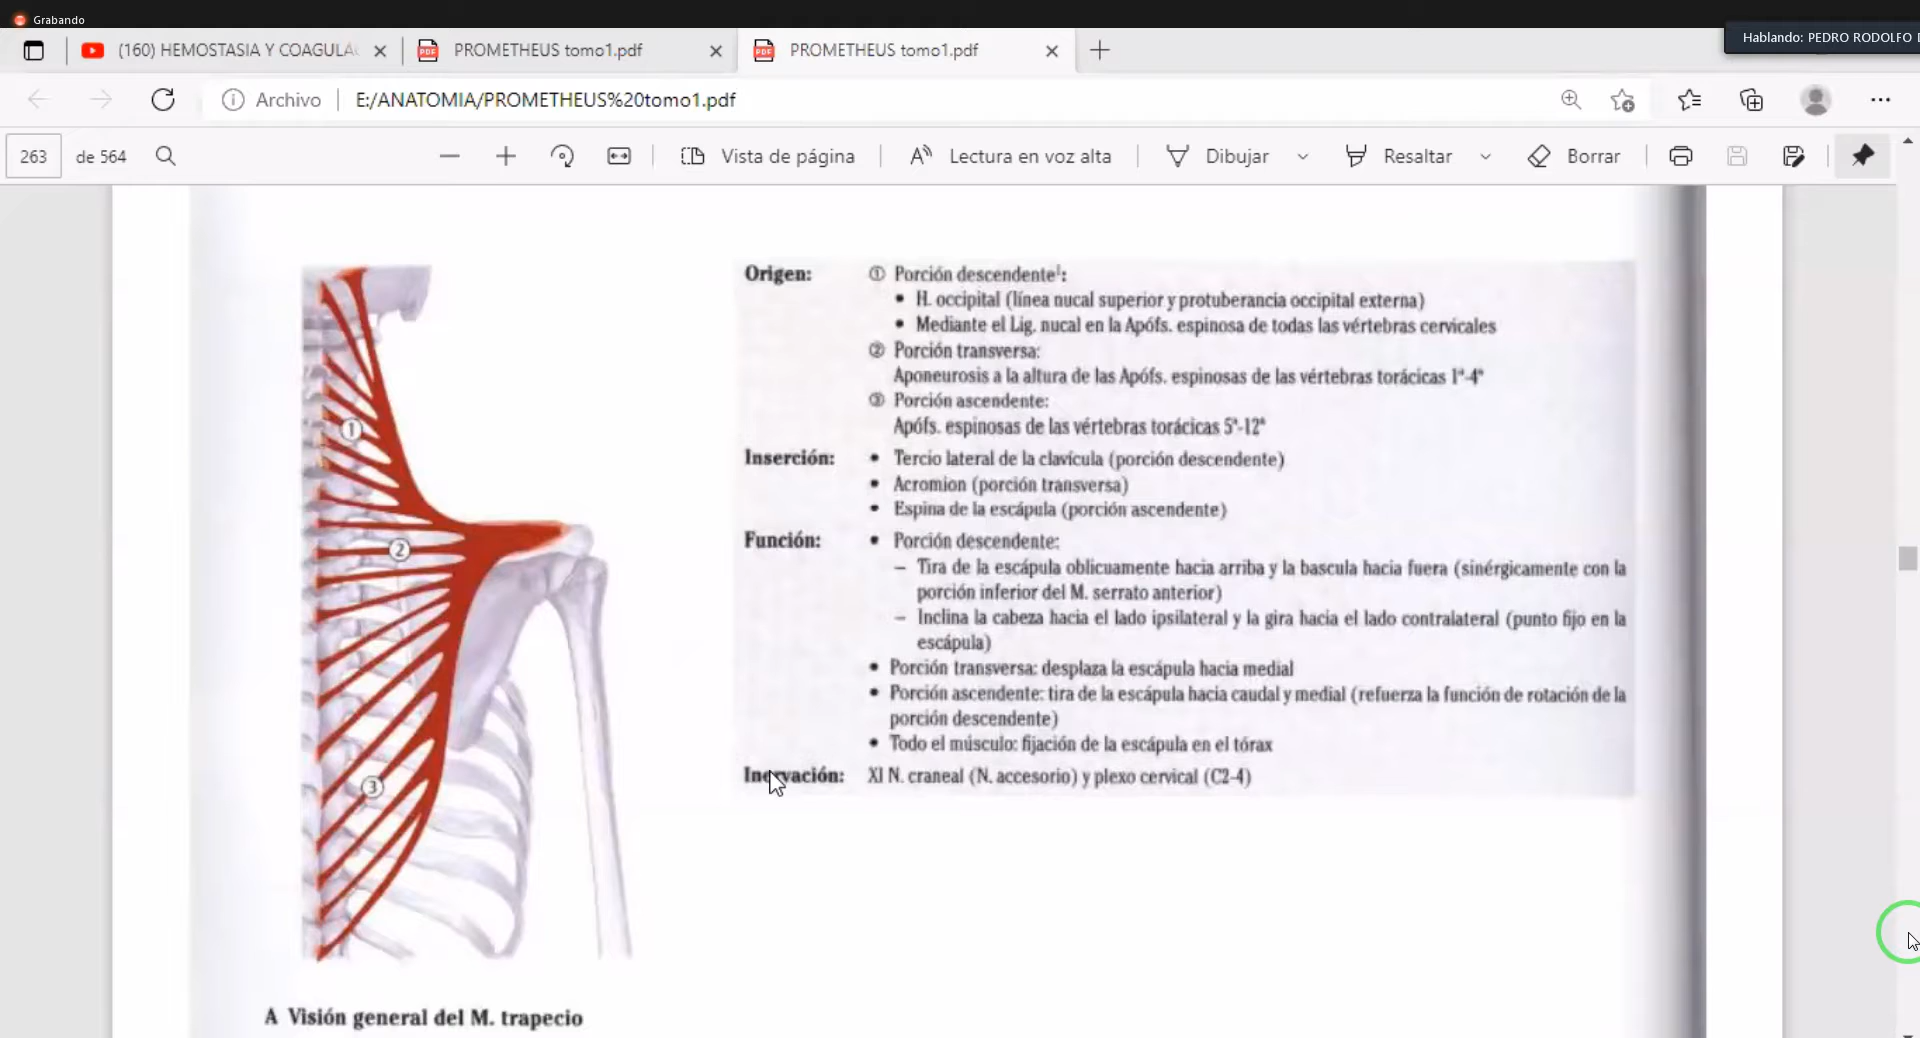 Grabando
(160) HEMOSTASIA Y COAGULA
PROMETHEUS tomo1.pdf
PROMETHEUS tomo1.pdf
Hablando: PEDRO RODOLFO
Archivo
E:/ANATOMIA/PROMETHEUS%20tomo1.pdf
263 de 564
Vista de página
Lectura en voz alta
Dibujar
Resaltar
Borrar
Origen: ① Porción descendente¹:
• H. occipital (línea nucal superior y protuberancia occipital externa)
• Mediante el Lig. nucal en la Apófs. espinosa de todas las vértebras cervicales
② Porción transversa:
Aponeurosis a la altura de las Apófs. espinosas de las vértebras torácicas 1ª-4ª
③ Porción ascendente:
Apófs. espinosas de las vértebras torácicas 5ª-12ª
Inserción: • Tercio lateral de la clavícula (porción descendente)
• Acromion (porción transversa)
• Espina de la escápula (porción ascendente)
Función: • Porción descendente:
– Tira de la escápula oblicuamente hacia arriba y la bascula hacia fuera (sinérgicamente con la
porción inferior del M. serrato anterior)
– Inclina la cabeza hacia el lado ipsilateral y la gira hacia el lado contralateral (punto fijo en la
escápula)
• Porción transversa: desplaza la escápula hacia medial
• Porción ascendente: tira de la escápula hacia caudal y medial (refuerza la función de rotación de la
porción descendente)
• Todo el músculo: fijación de la escápula en el tórax
Inervación: XI N. craneal (N. accesorio) y plexo cervical (C2-4)
①
②
③
A Visión general del M. trapecio